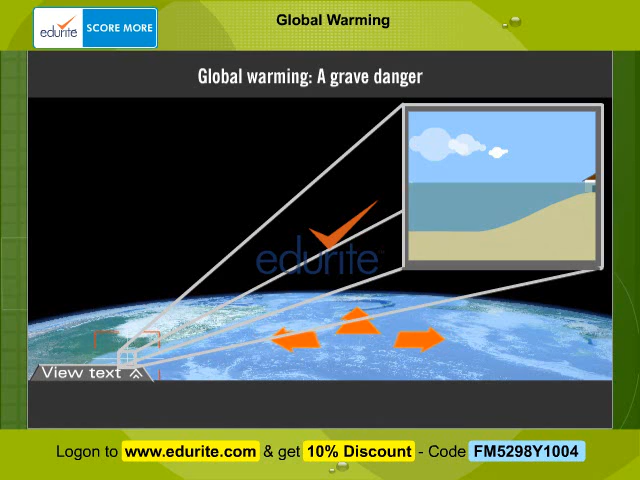 Global Warming
edurite SCORE MORE
Global warming: A grave danger
edurite
View text
Logon to www.edurite.com & get 10% Discount - Code FM5298Y1004